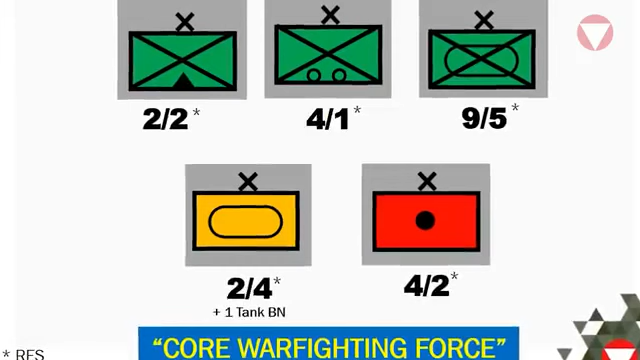 2/2*
4/1*
9/5*
2/4*
+ 1 Tank BN
4/2*
"CORE WARFIGHTING FORCE"
* RES